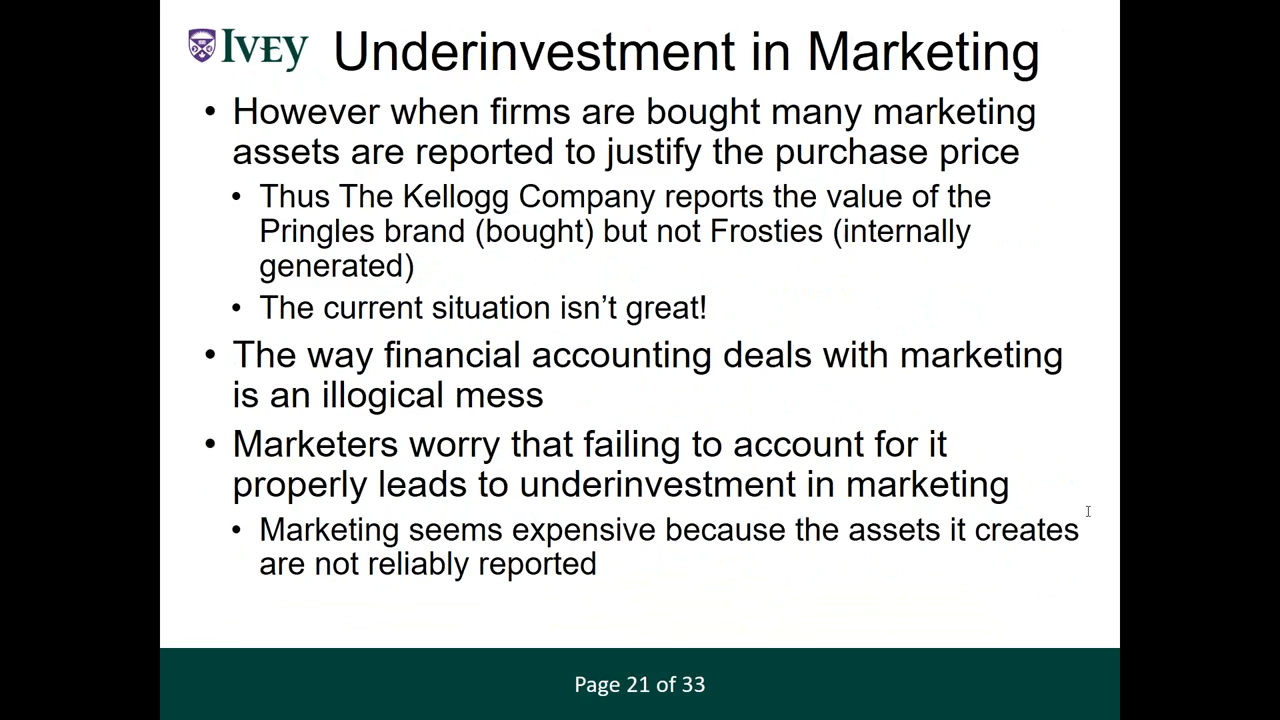 IVEY
Underinvestment in Marketing
• However when firms are bought many marketing
assets are reported to justify the purchase price
• Thus The Kellogg Company reports the value of the
Pringles brand (bought) but not Frosties (internally
generated)
• The current situation isn’t great!
• The way financial accounting deals with marketing
is an illogical mess
• Marketers worry that failing to account for it
properly leads to underinvestment in marketing
• Marketing seems expensive because the assets it creates
are not reliably reported
Page 21 of 33